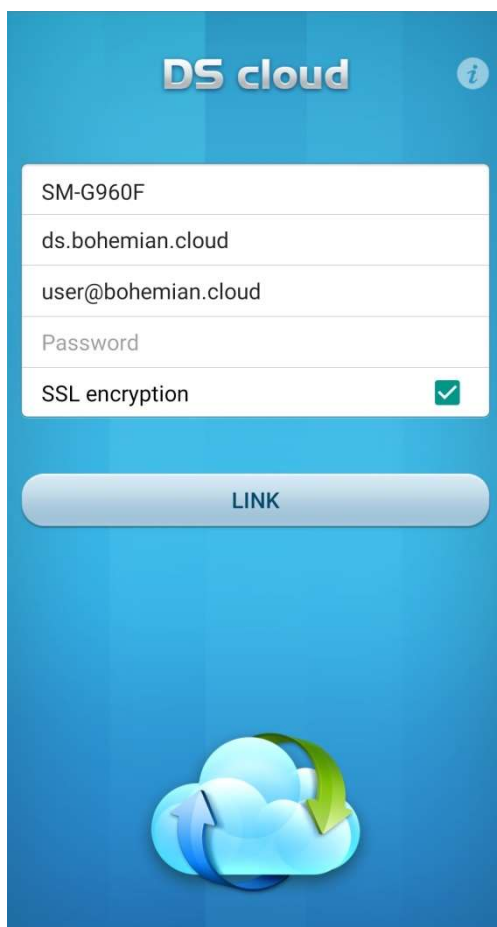 DS cloud
i
SM-G960F
ds.bohemian.cloud
user@bohemian.cloud
Password
SSL encryption
LINK